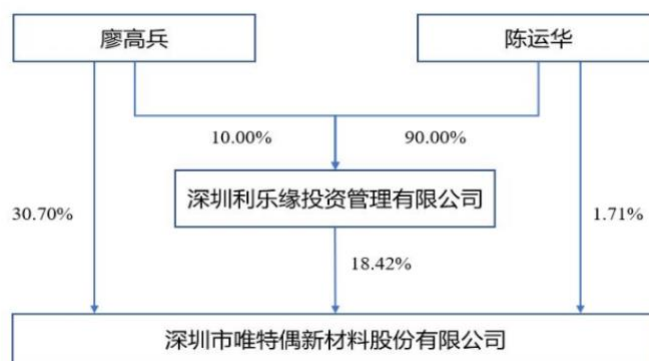 廖高兵
陈运华
10.00%
90.00%
深圳利乐缘投资管理有限公司
30.70%
1.71%
18.42%
深圳市唯特偶新材料股份有限公司